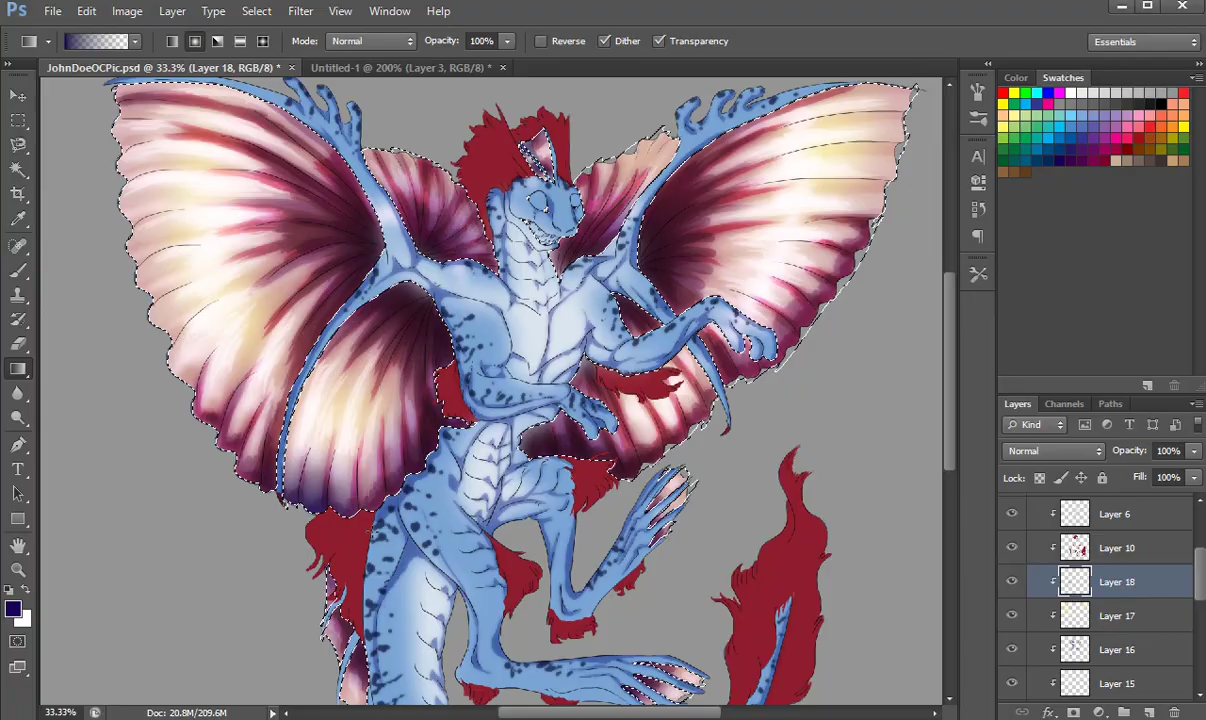 Ps File Edit Image Layer Type Select Filter 3D View Window Help
Mode: Normal Opacity: 100% Reverse Dither Transparency Essentials
JohnDoeOCPic.psd @ 33.3% (Layer 18, RGB/8) * × Untitled-1 @ 200% (Layer 3, RGB/8) * ×
Color Swatches
Layers Channels Paths
Kind
Normal Opacity: 100%
Lock: Fill: 100%
Layer 6
Layer 10
Layer 18
Layer 17
Layer 16
Layer 15
33.33% Doc: 20.8M/209.6M
fx